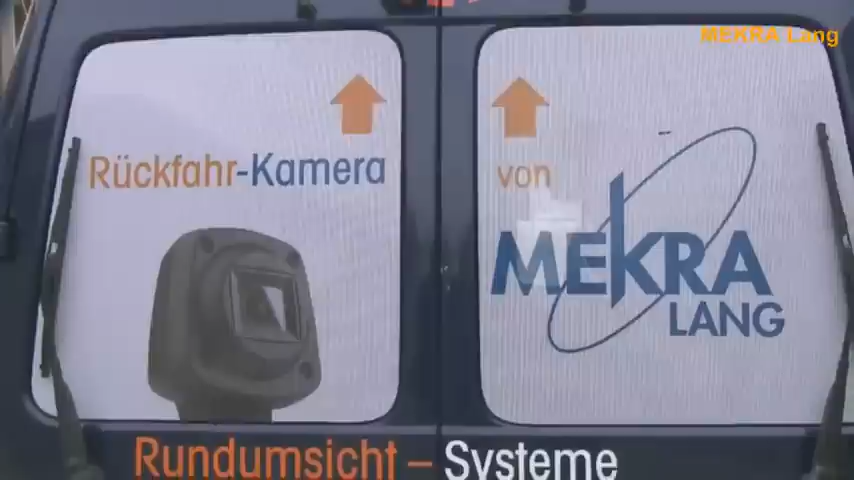 MEKRA Lang
Rückfahr-Kamera
von
MEKRA
LANG
Rundumsicht – Systeme